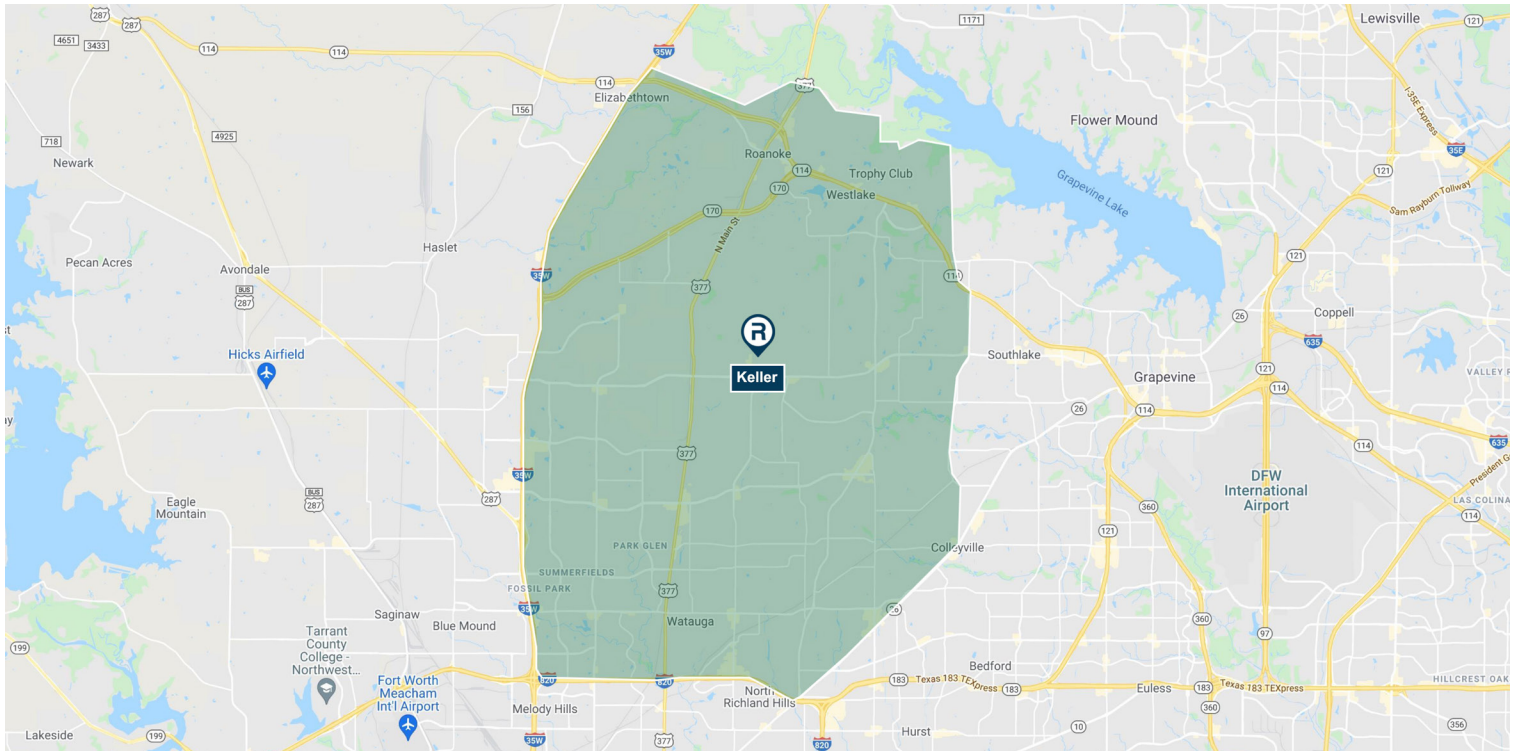 287
287
4651
3433
114
114
35W
1171
Lewisville
121
114
Elizabethtown
377
156
718
4925
Newark
Flower Mound
I-35E Express
35E
Roanoke
114
Trophy Club
170
Westlake
121
Grapevine Lake
Sam Rayburn Tollway
170
N Main St
Haslet
Pecan Acres
Avondale
35W
114
121
BUS
287
377
26
Coppell
R
Keller
Hicks Airfield
Southlake
635
Grapevine
121
114
VALLEY R
26
114
114
635
377
35W
287
BUS
287
Eagle
Mountain
DFW
International
Airport
President G
LAS COLINA
114
360
121
PARK GLEN
Colleyville
SUMMERFIELDS
FOSSIL PARK
377
35W
26
Saginaw
Blue Mound
Watauga
360
97
199
Tarrant
County
College -
Northwest...
Fort Worth
Meacham
Int'l Airport
Bedford
820
820
183
Texas 183 TEXpress
183
Euless
183
Texas 183 TEXpress
HILLCREST OAK
North
Richland Hills
Melody Hills
360
Lakeside
199
35W
377
820
Hurst
10
356